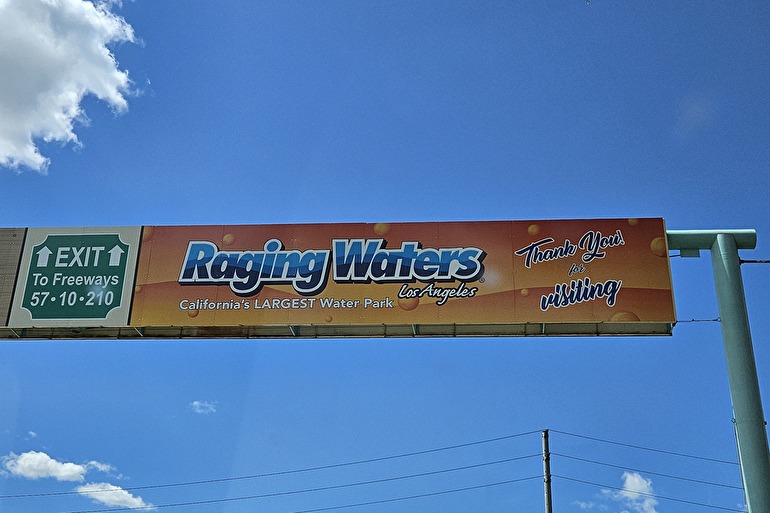 EXIT
To Freeways
57•10•210
Raging Waters
Los Angeles
California's LARGEST Water Park
Thank You!
for
visiting